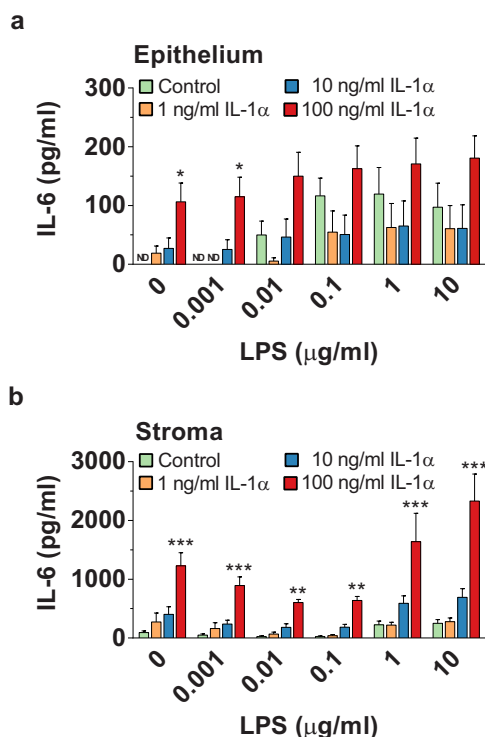 a
Epithelium
Control 10 ng/ml IL-1α
1 ng/ml IL-1α 100 ng/ml IL-1α
300
200
100
0
IL-6 (pg/ml)
ND * ND ND *
0 0.001 0.01 0.1 1 10
LPS (μg/ml)
b
Stroma
Control 10 ng/ml IL-1α
1 ng/ml IL-1α 100 ng/ml IL-1α
3000
2000
1000
0
IL-6 (pg/ml)
*** *** ** ** *** ***
0 0.001 0.01 0.1 1 10
LPS (μg/ml)